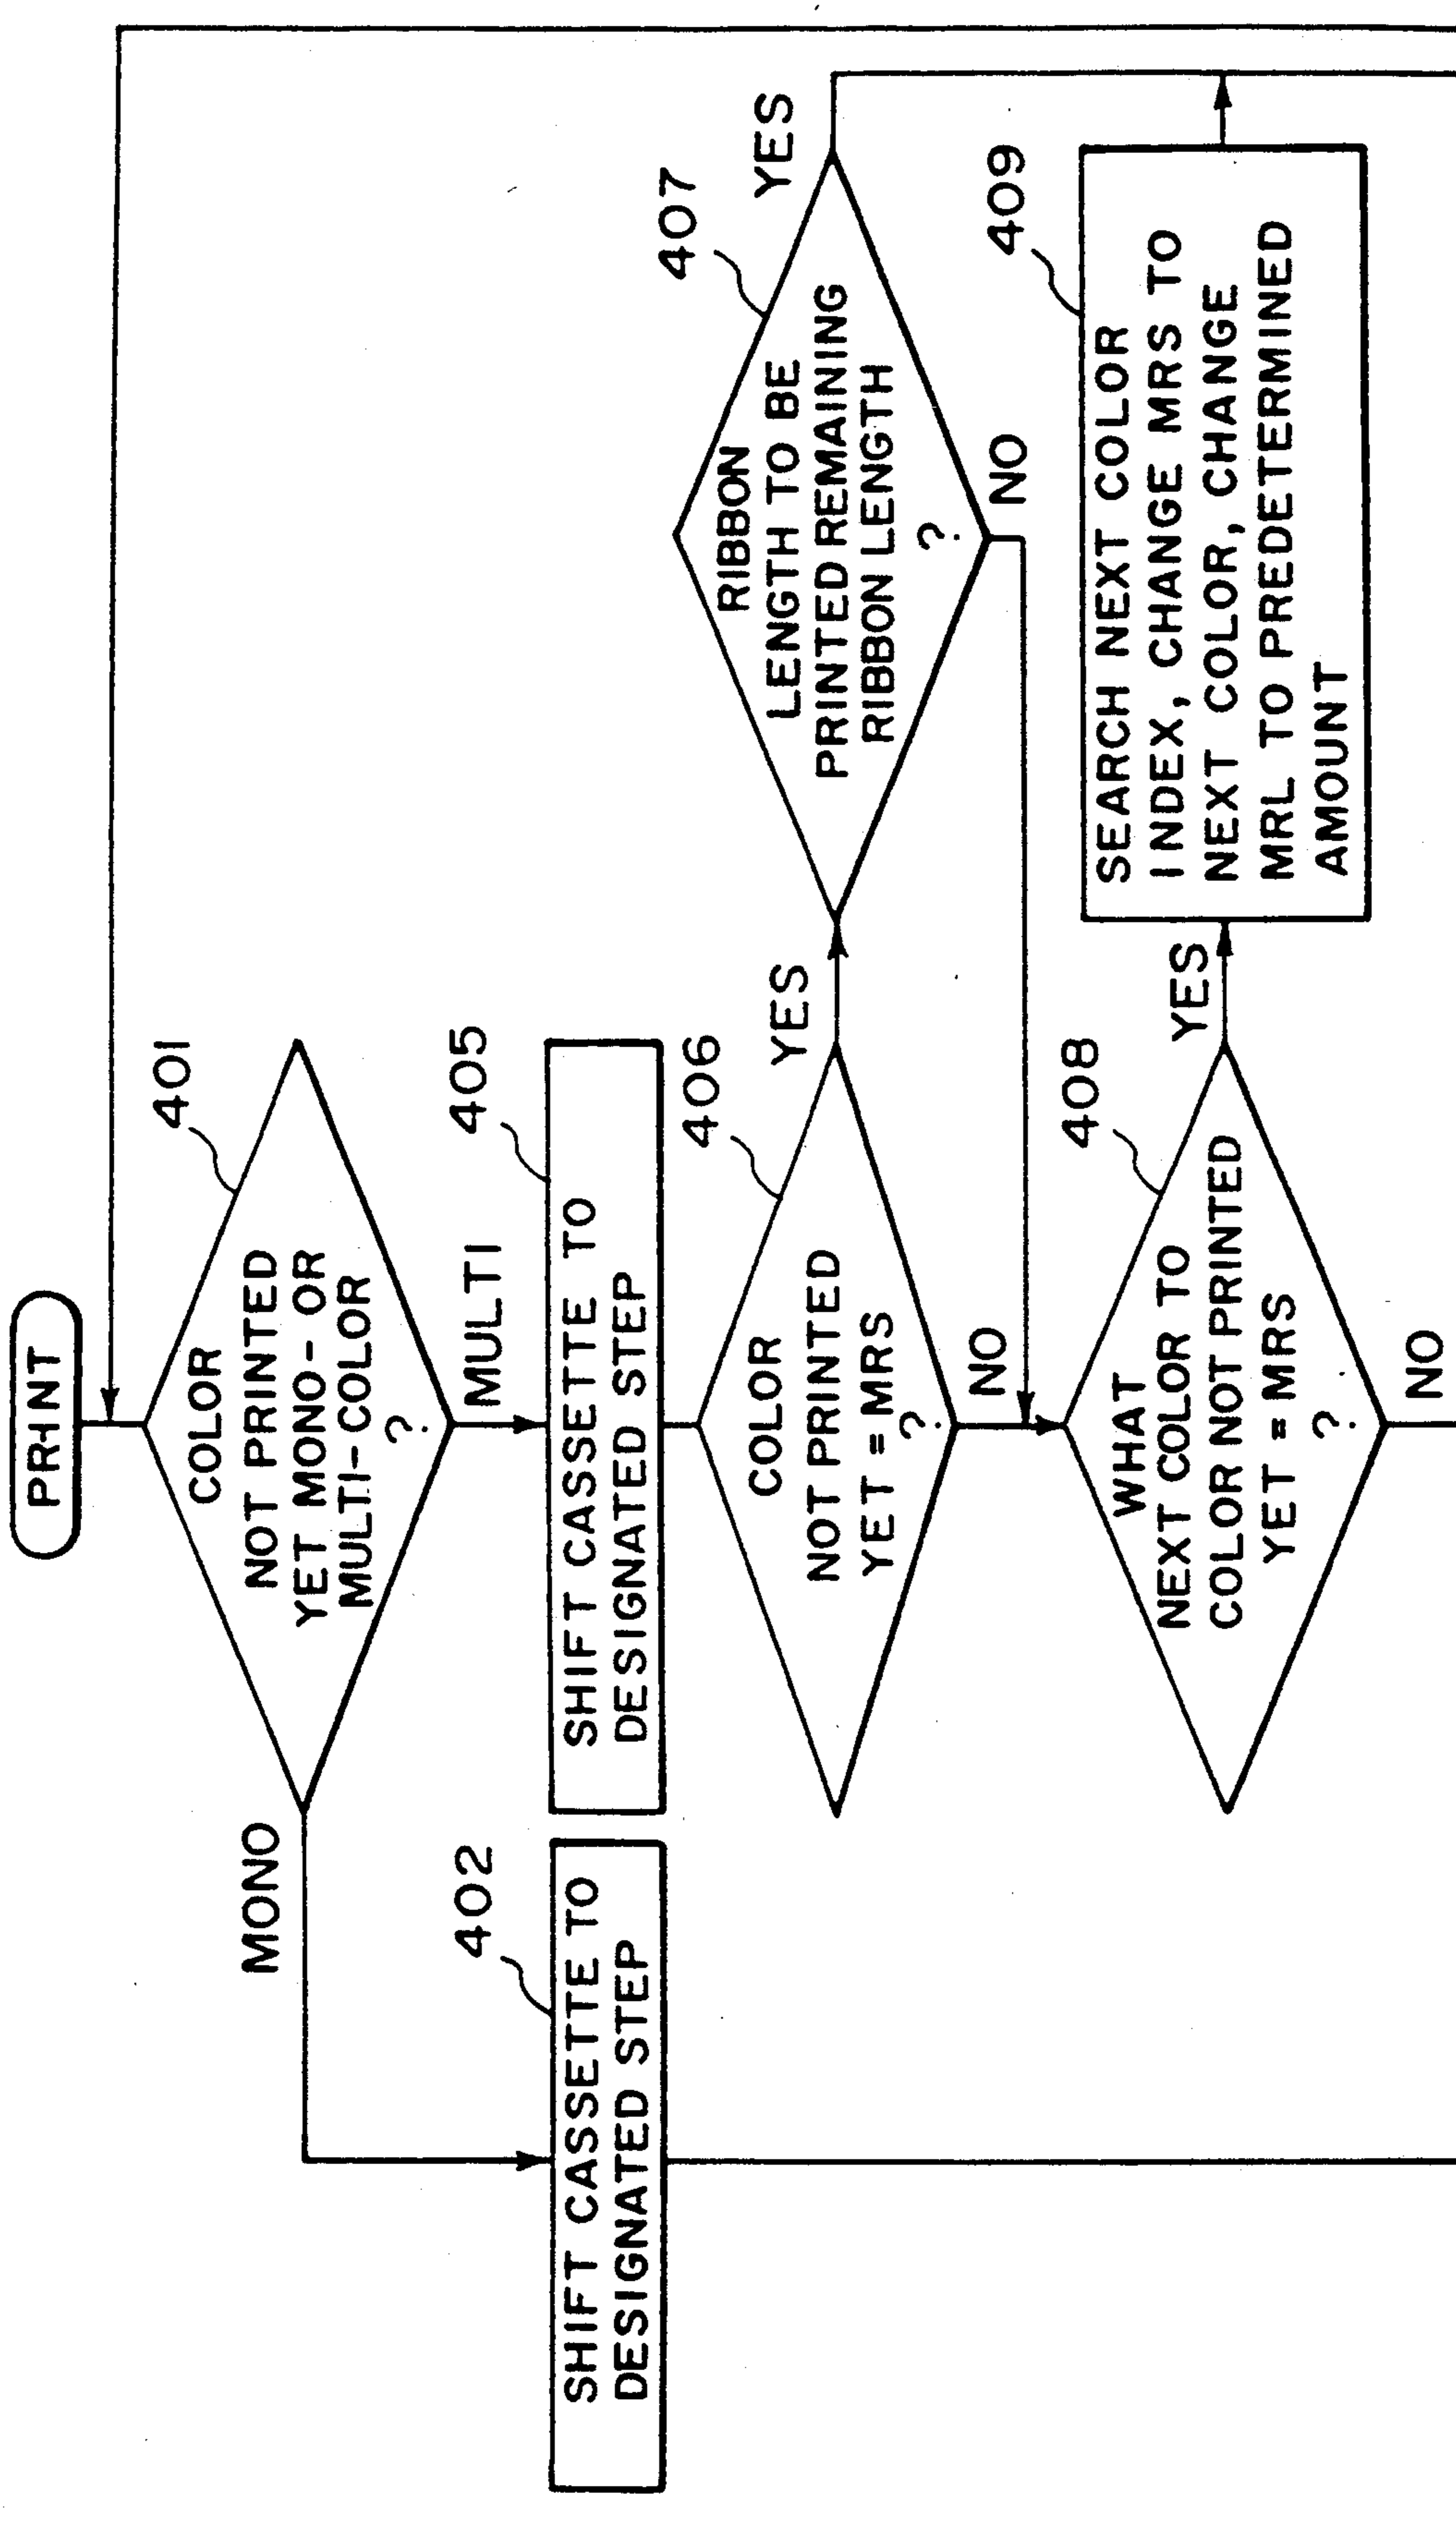 PRINT
401
COLOR
NOT PRINTED
YET MONO- OR
MULTI-COLOR
?
MONO
MULTI
402
SHIFT CASSETTE TO
DESIGNATED STEP
405
SHIFT CASSETTE TO
DESIGNATED STEP
406
COLOR
NOT PRINTED
YET = MRS
?
YES
NO
407
RIBBON
LENGTH TO BE
PRINTED REMAINING
RIBBON LENGTH
?
YES
NO
408
WHAT
NEXT COLOR TO
COLOR NOT PRINTED
YET = MRS
?
YES
NO
409
SEARCH NEXT COLOR
INDEX, CHANGE MRS TO
NEXT COLOR, CHANGE
MRL TO PREDETERMINED
AMOUNT